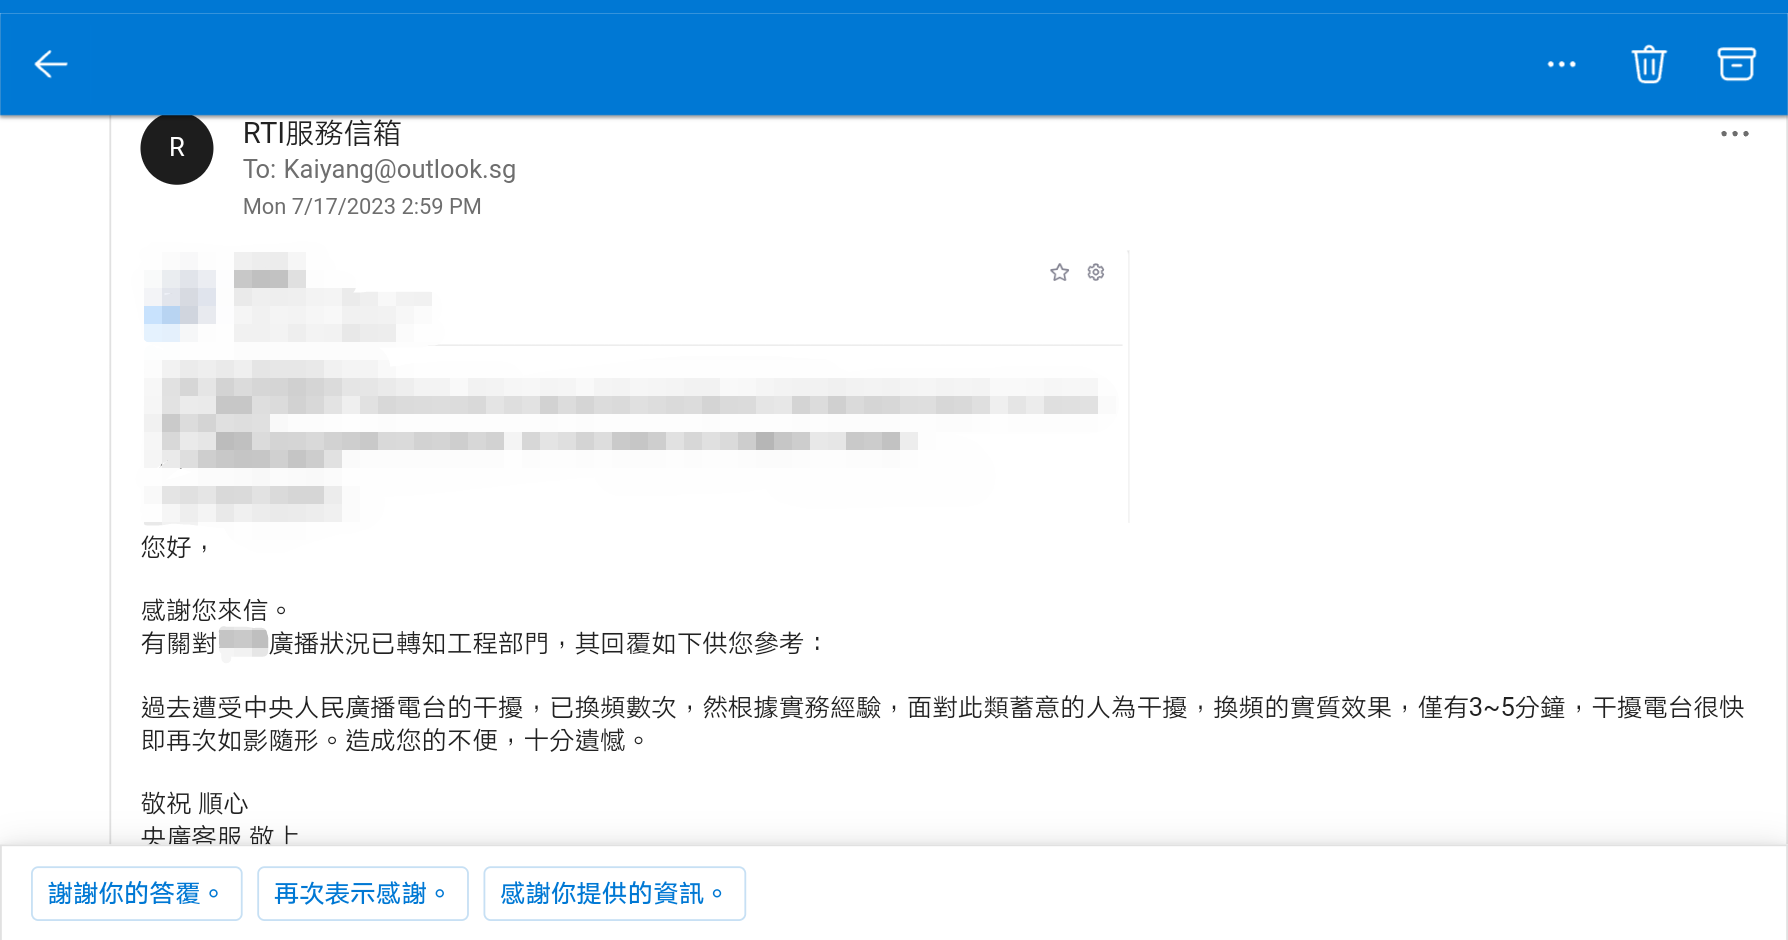 R
RTI服務信箱
To: Kaiyang@outlook.sg
Mon 7/17/2023 2:59 PM
您好，
感謝您來信。
有關對廣播狀況已轉知工程部門，其回覆如下供您參考：
過去遭受中央人民廣播電台的干擾，已換頻數次，然根據實務經驗，面對此類蓄意的人為干擾，換頻的實質效果，僅有3~5分鐘，干擾電台很快
即再次如影隨形。造成您的不便，十分遺憾。
敬祝 順心
央廣客服 敬上
謝謝你的答覆。
再次表示感謝。
感謝你提供的資訊。